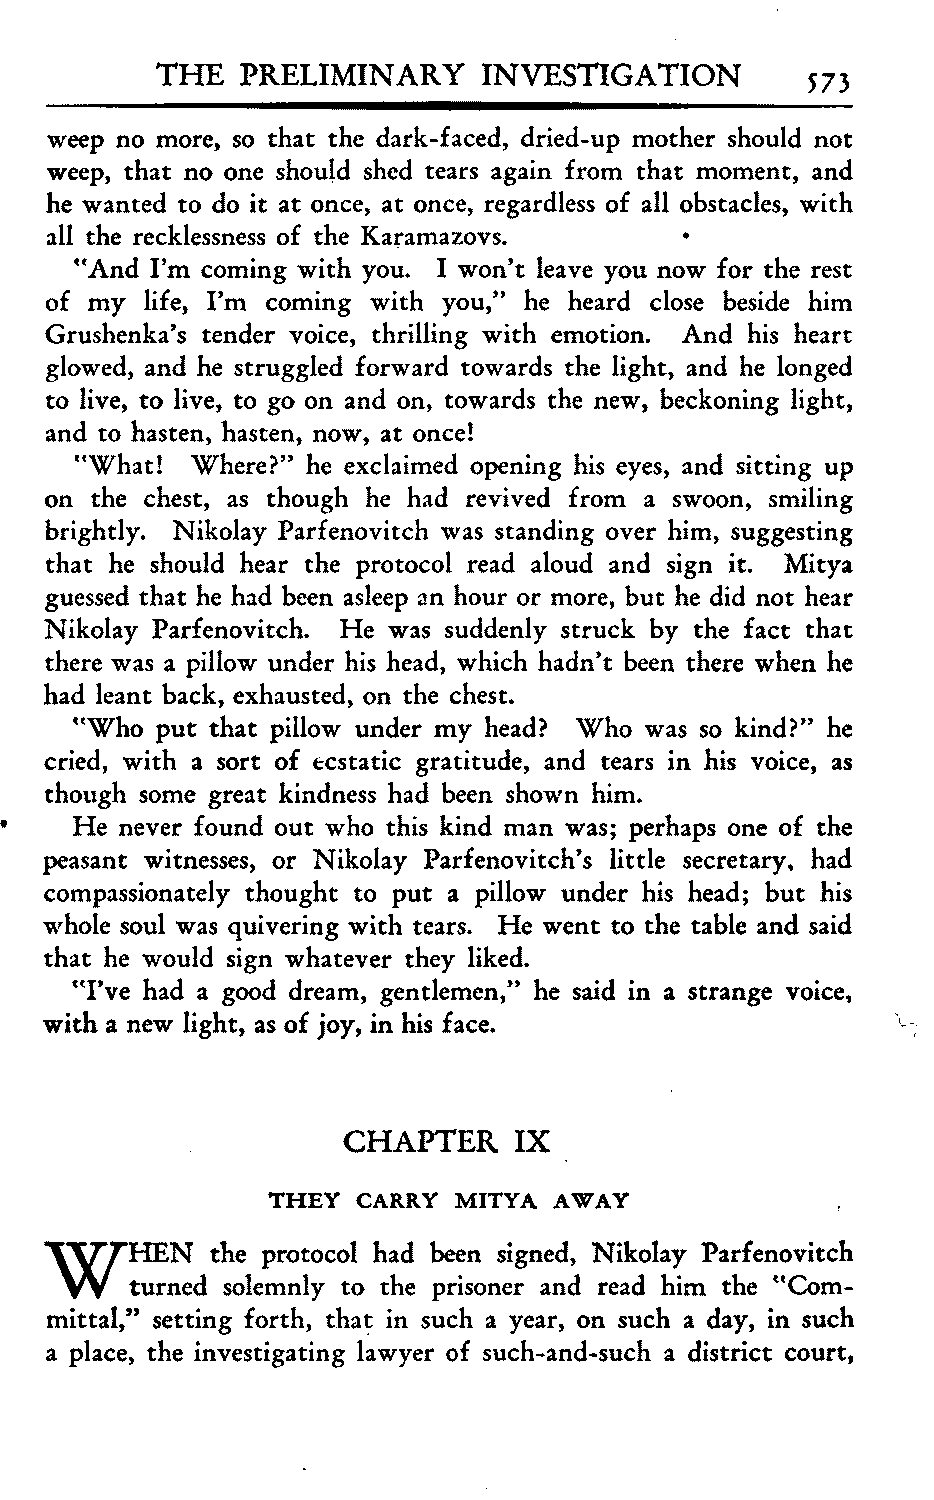 THE PRELIMINARY INVESTIGATION 573
weep no more, so that the dark-faced, dried-up mother should not
weep, that no one should shed tears again from that moment, and
he wanted to do it at once, at once, regardless of all obstacles, with
all the recklessness of the Karamazovs.
"And I'm coming with you. I won't leave you now for the rest
of my life, I'm coming with you," he heard close beside him
Grushenka's tender voice, thrilling with emotion. And his heart
glowed, and he struggled forward towards the light, and he longed
to live, to live, to go on and on, towards the new, beckoning light,
and to hasten, hasten, now, at once!
"What! Where?" he exclaimed opening his eyes, and sitting up
on the chest, as though he had revived from a swoon, smiling
brightly. Nikolay Parfenovitch was standing over him, suggesting
that he should hear the protocol read aloud and sign it. Mitya
guessed that he had been asleep an hour or more, but he did not hear
Nikolay Parfenovitch. He was suddenly struck by the fact that
there was a pillow under his head, which hadn't been there when he
had leant back, exhausted, on the chest.
"Who put that pillow under my head? Who was so kind?" he
cried, with a sort of ecstatic gratitude, and tears in his voice, as
though some great kindness had been shown him.
He never found out who this kind man was; perhaps one of the
peasant witnesses, or Nikolay Parfenovitch's little secretary, had
compassionately thought to put a pillow under his head; but his
whole soul was quivering with tears. He went to the table and said
that he would sign whatever they liked.
"I've had a good dream, gentlemen," he said in a strange voice,
with a new light, as of joy, in his face.
CHAPTER IX
THEY CARRY MITYA AWAY
WHEN the protocol had been signed, Nikolay Parfenovitch
turned solemnly to the prisoner and read him the "Com-
mittal," setting forth, that in such a year, on such a day, in such
a place, the investigating lawyer of such-and-such a district court,